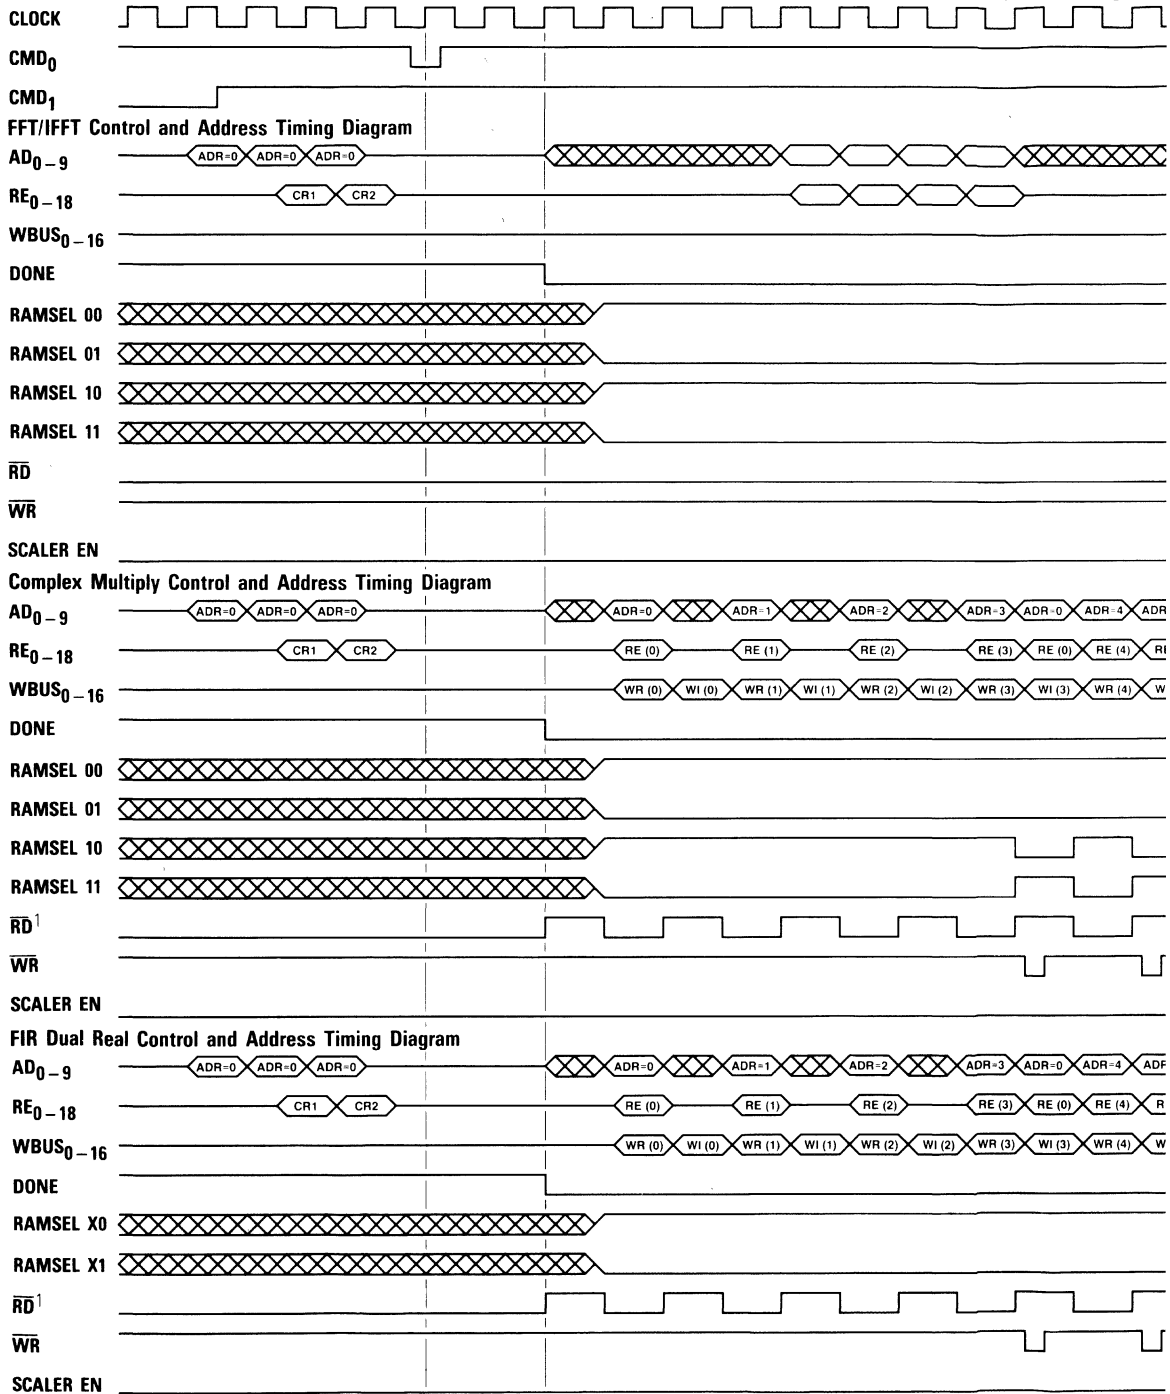 CLOCK
CMD0
CMD1
FFT/IFFT Control and Address Timing Diagram
AD0 – 9 ADR=0 ADR=0 ADR=0
RE0 – 18 CR1 CR2
WBUS0 – 16
DONE
RAMSEL 00
RAMSEL 01
RAMSEL 10
RAMSEL 11
RD
WR
SCALER EN
Complex Multiply Control and Address Timing Diagram
AD0 – 9 ADR=0 ADR=0 ADR=0 ADR=0 ADR=1 ADR=2 ADR=3 ADR=0 ADR=4 ADR
RE0 – 18 CR1 CR2 RE (0) RE (1) RE (2) RE (3) RE (0) RE (4) RE
WBUS0 – 16 WR (0) WI (0) WR (1) WI (1) WR (2) WI (2) WR (3) WI (3) WR (4) W
DONE
RAMSEL 00
RAMSEL 01
RAMSEL 10
RAMSEL 11
RD1
WR
SCALER EN
FIR Dual Real Control and Address Timing Diagram
AD0 – 9 ADR=0 ADR=0 ADR=0 ADR=0 ADR=1 ADR=2 ADR=3 ADR=0 ADR=4 ADR
RE0 – 18 CR1 CR2 RE (0) RE (1) RE (2) RE (3) RE (0) RE (4) R
WBUS0 – 16 WR (0) WI (0) WR (1) WI (1) WR (2) WI (2) WR (3) WI (3) WR (4) W
DONE
RAMSEL X0
RAMSEL X1
RD1
WR
SCALER EN